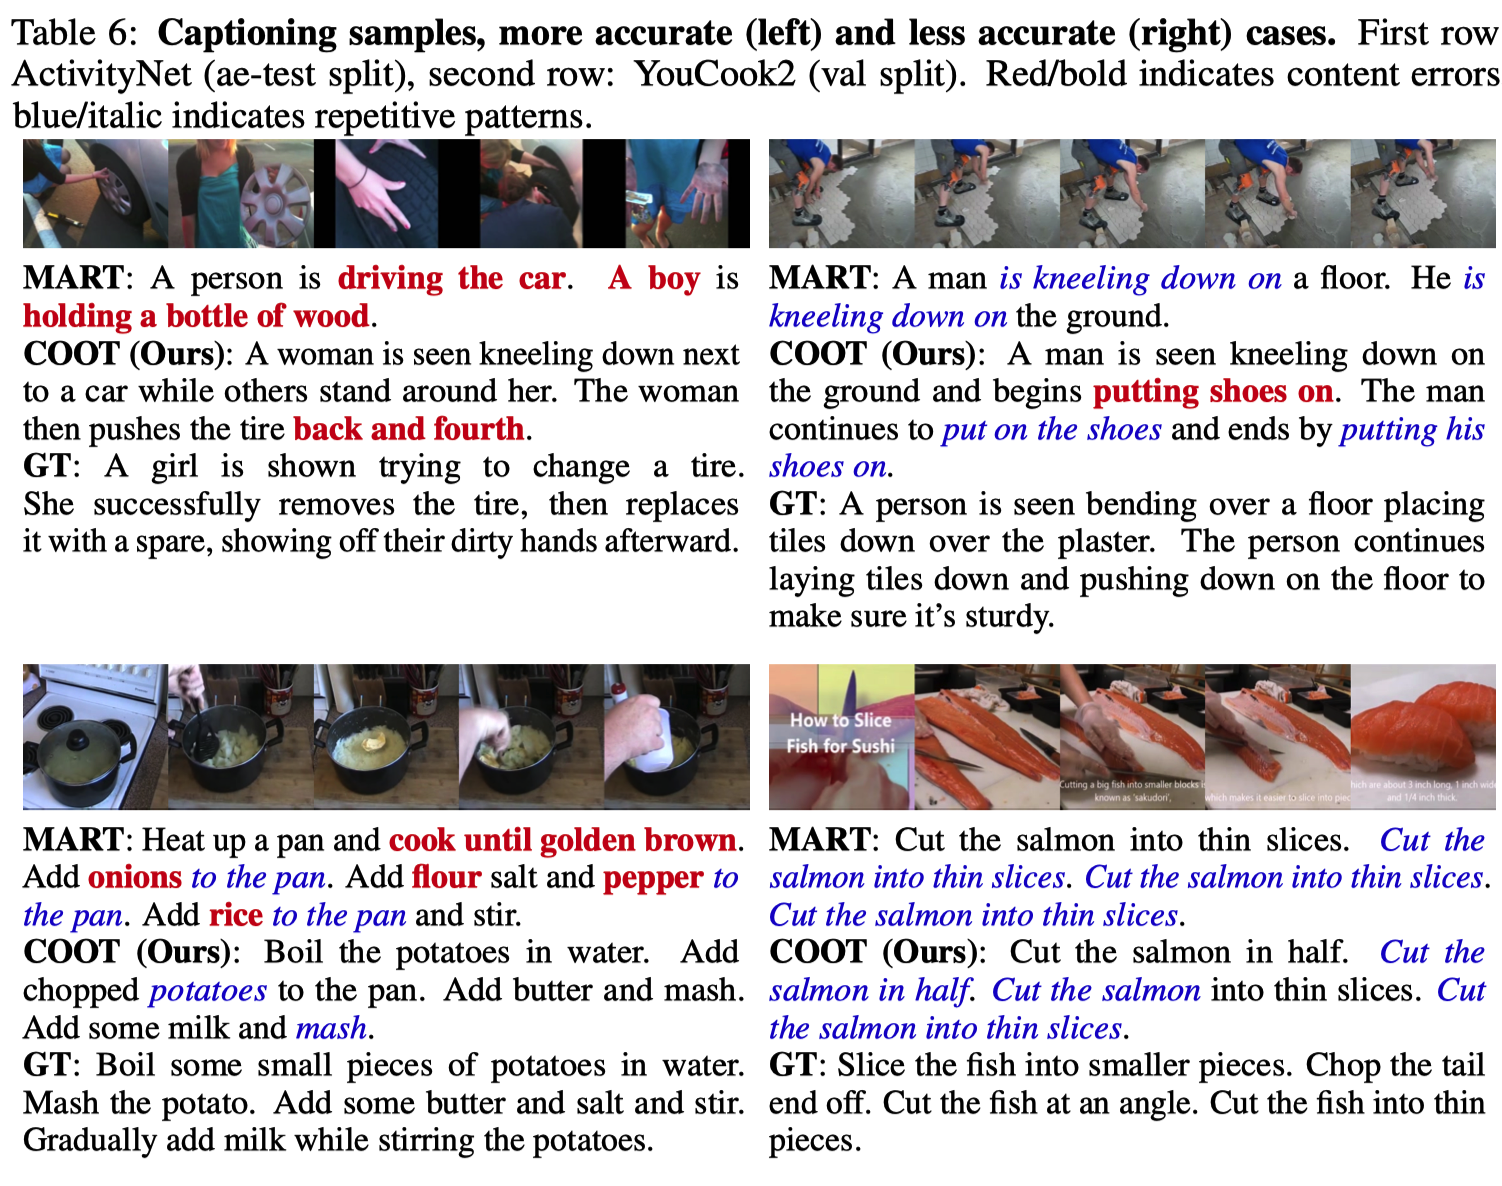 Table 6: Captioning samples, more accurate (left) and less accurate (right) cases. First row
ActivityNet (ae-test split), second row: YouCook2 (val split). Red/bold indicates content errors
blue/italic indicates repetitive patterns.
MART: A person is driving the car. A boy is
holding a bottle of wood.
COOT (Ours): A woman is seen kneeling down next
to a car while others stand around her. The woman
then pushes the tire back and fourth.
GT: A girl is shown trying to change a tire.
She successfully removes the tire, then replaces
it with a spare, showing off their dirty hands afterward.
MART: A man is kneeling down on a floor. He is
kneeling down on the ground.
COOT (Ours): A man is seen kneeling down on
the ground and begins putting shoes on. The man
continues to put on the shoes and ends by putting his
shoes on.
GT: A person is seen bending over a floor placing
tiles down over the plaster. The person continues
laying tiles down and pushing down on the floor to
make sure it's sturdy.
MART: Heat up a pan and cook until golden brown.
Add onions to the pan. Add flour salt and pepper to
the pan. Add rice to the pan and stir.
COOT (Ours): Boil the potatoes in water. Add
chopped potatoes to the pan. Add butter and mash.
Add some milk and mash.
GT: Boil some small pieces of potatoes in water.
Mash the potato. Add some butter and salt and stir.
Gradually add milk while stirring the potatoes.
How to Slice
Fish for Sushi
Cutting a big fish into smaller blocks
known as 'sakudori',
which makes it easier to slice into
are about 3 inch long, 1 inch
and 1/4 inch thick.
MART: Cut the salmon into thin slices. Cut the
salmon into thin slices. Cut the salmon into thin slices.
Cut the salmon into thin slices.
COOT (Ours): Cut the salmon in half. Cut the
salmon in half. Cut the salmon into thin slices. Cut
the salmon into thin slices.
GT: Slice the fish into smaller pieces. Chop the tail
end off. Cut the fish at an angle. Cut the fish into thin
pieces.